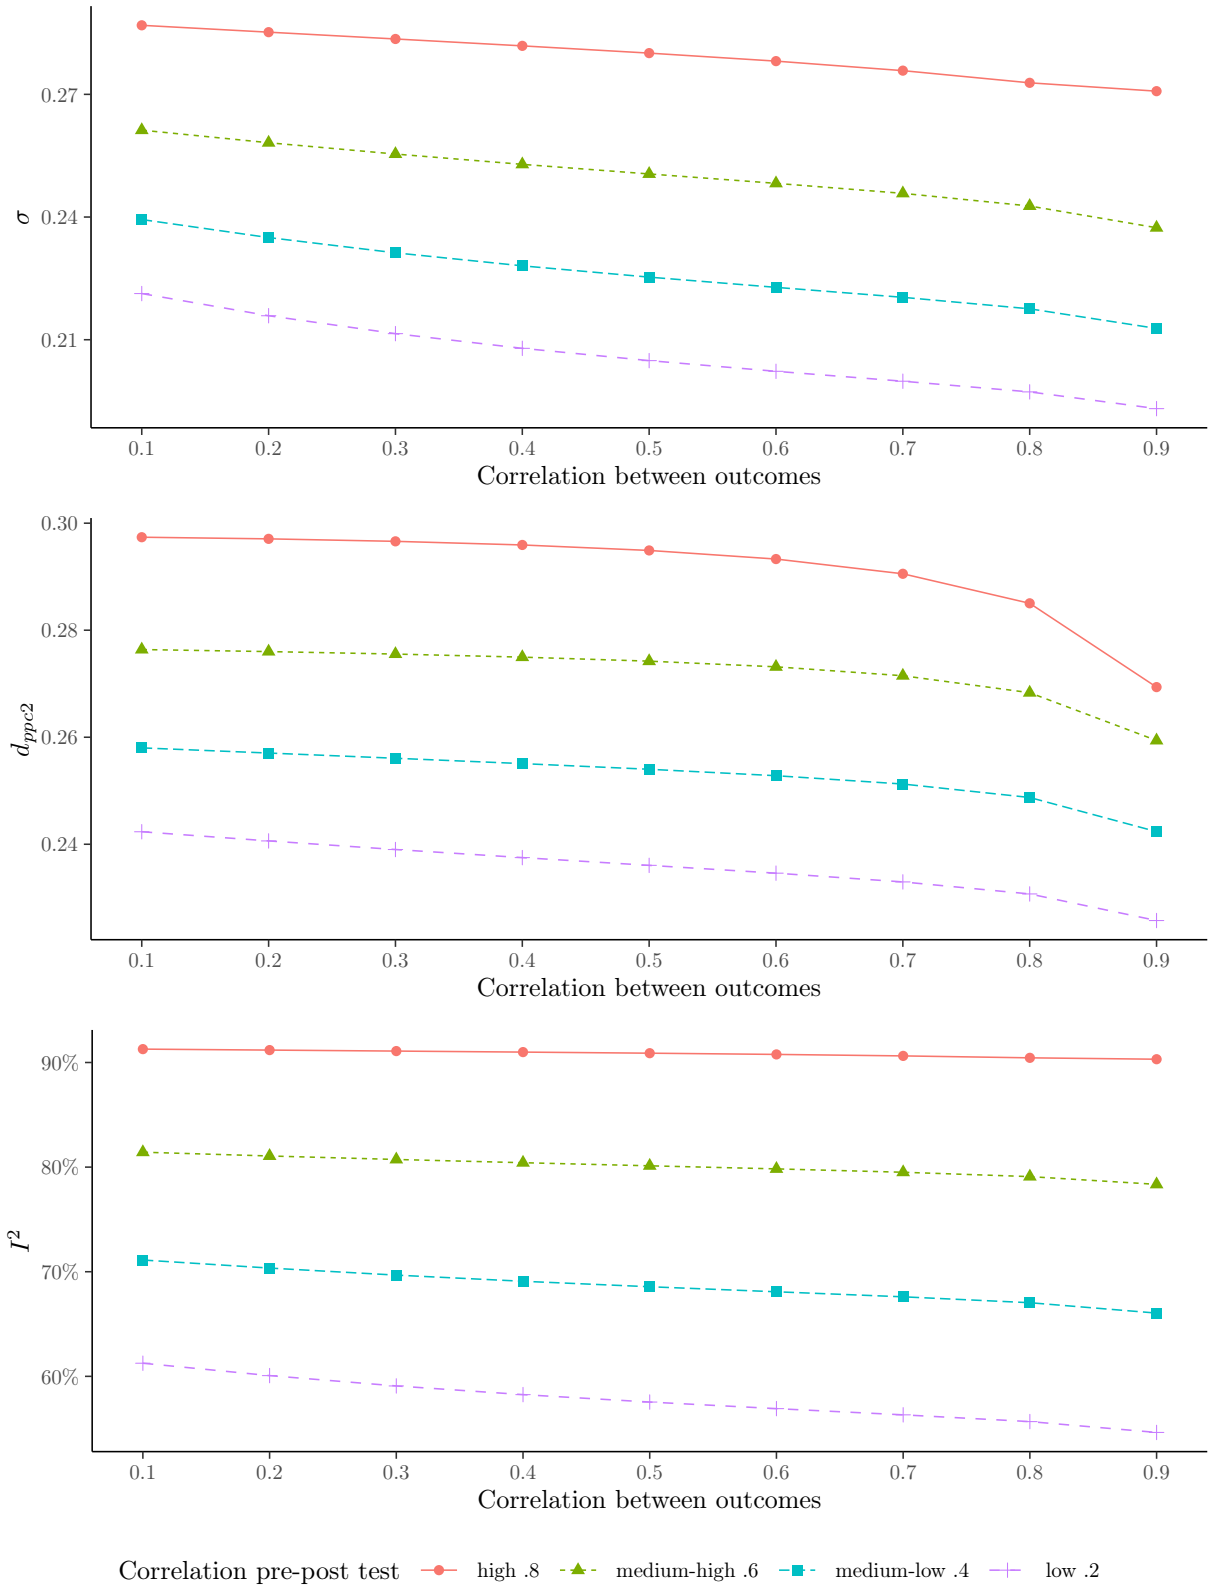 0.27
0.24
0.21
σ
0.1 0.2 0.3 0.4 0.5 0.6 0.7 0.8 0.9
Correlation between outcomes
0.30
0.28
0.26
0.24
d_{ppc2}
0.1 0.2 0.3 0.4 0.5 0.6 0.7 0.8 0.9
Correlation between outcomes
90%
80%
70%
60%
I^2
0.1 0.2 0.3 0.4 0.5 0.6 0.7 0.8 0.9
Correlation between outcomes
Correlation pre-post test high .8 medium-high .6 medium-low .4 low .2